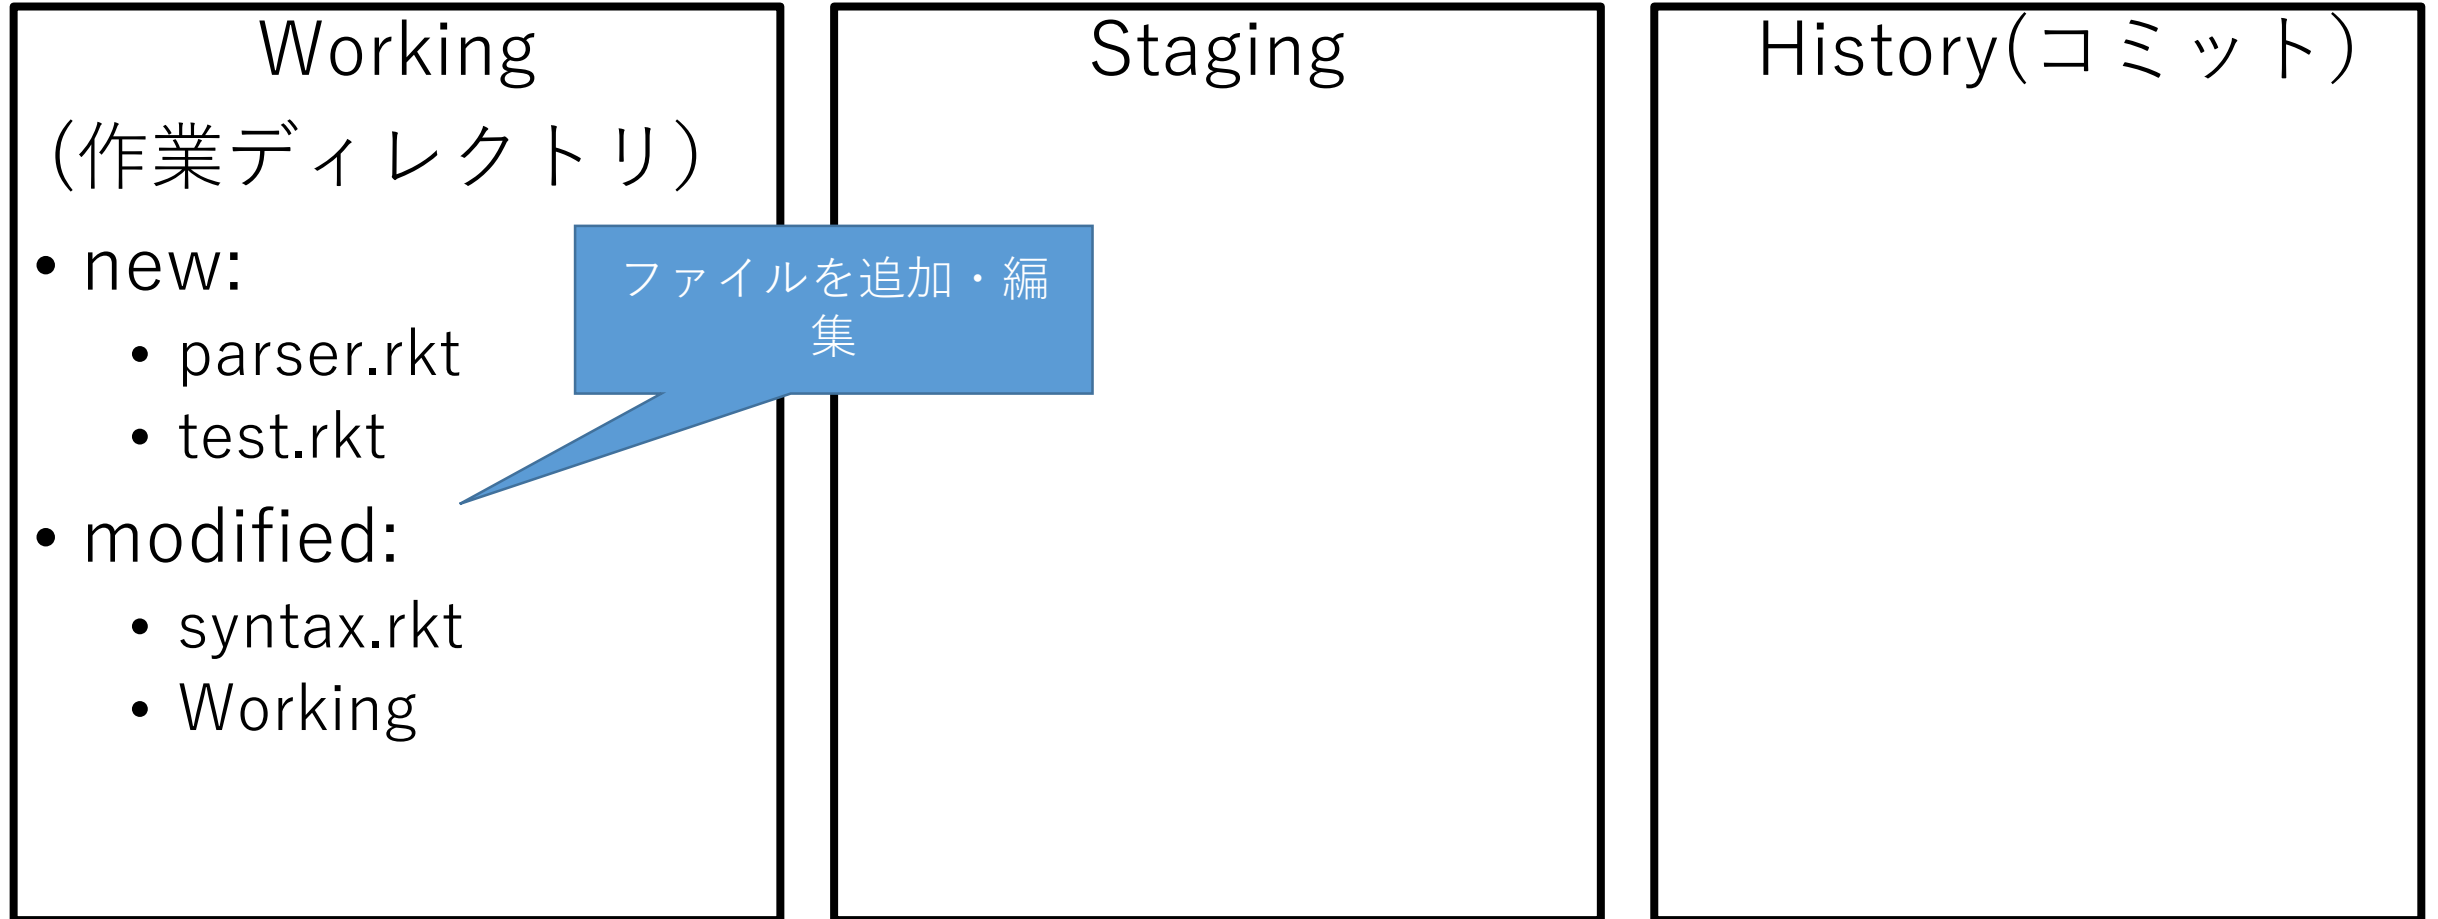 Working
(作業ディレクトリ)
• new:
• parser.rkt
• test.rkt
• modified:
• syntax.rkt
• Working
ファイルを追加・編
集
Staging
History(コミット)